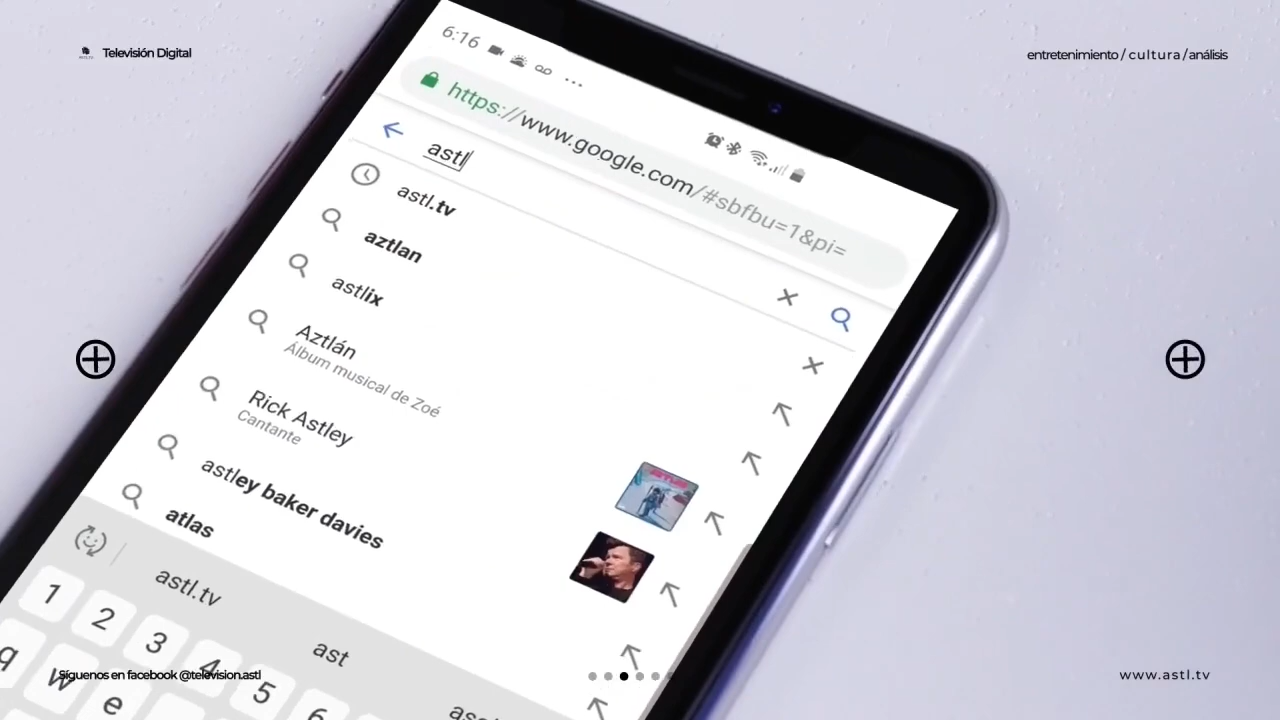 Televisión Digital
entretenimiento / cultura / análisis
6:16
https://www.google.com/#sbfbu=1&pi=
astl
astl.tv
aztlan
astlix
Aztlán
Álbum musical de Zoé
Rick Astley
Cantante
astley baker davies
atlas
astl.tv
ast
1 2 3 4 5 6
q w e
Síguenos en facebook @television.astl
www.astl.tv